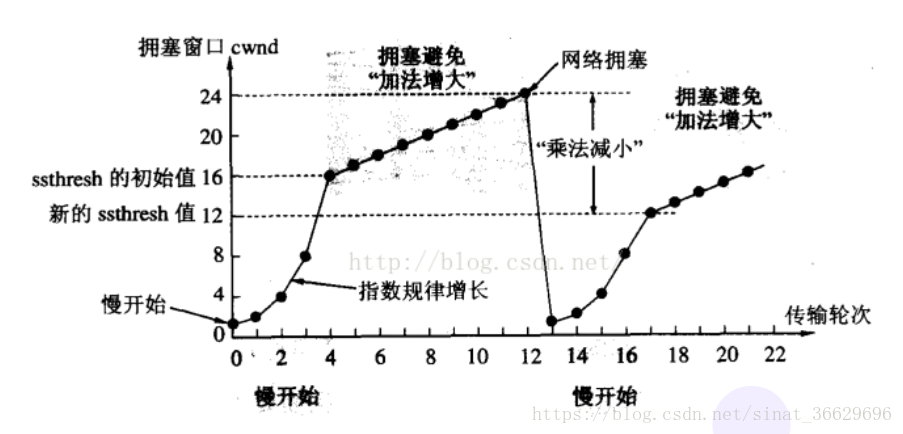 拥塞窗口 cwnd
拥塞避免
“加法增大”
网络拥塞
拥塞避免
“加法增大”
24
20
“乘法减小”
ssthresh 的初始值 16
新的 ssthresh 值 12
8
http://blog.csdn.net/
指数规律增长
4
慢开始
0
传输轮次
0 2 4 6 8 10 12 14 16 18 20 22
慢开始
慢开始
https://blog.csdn.net/sinat_36629696